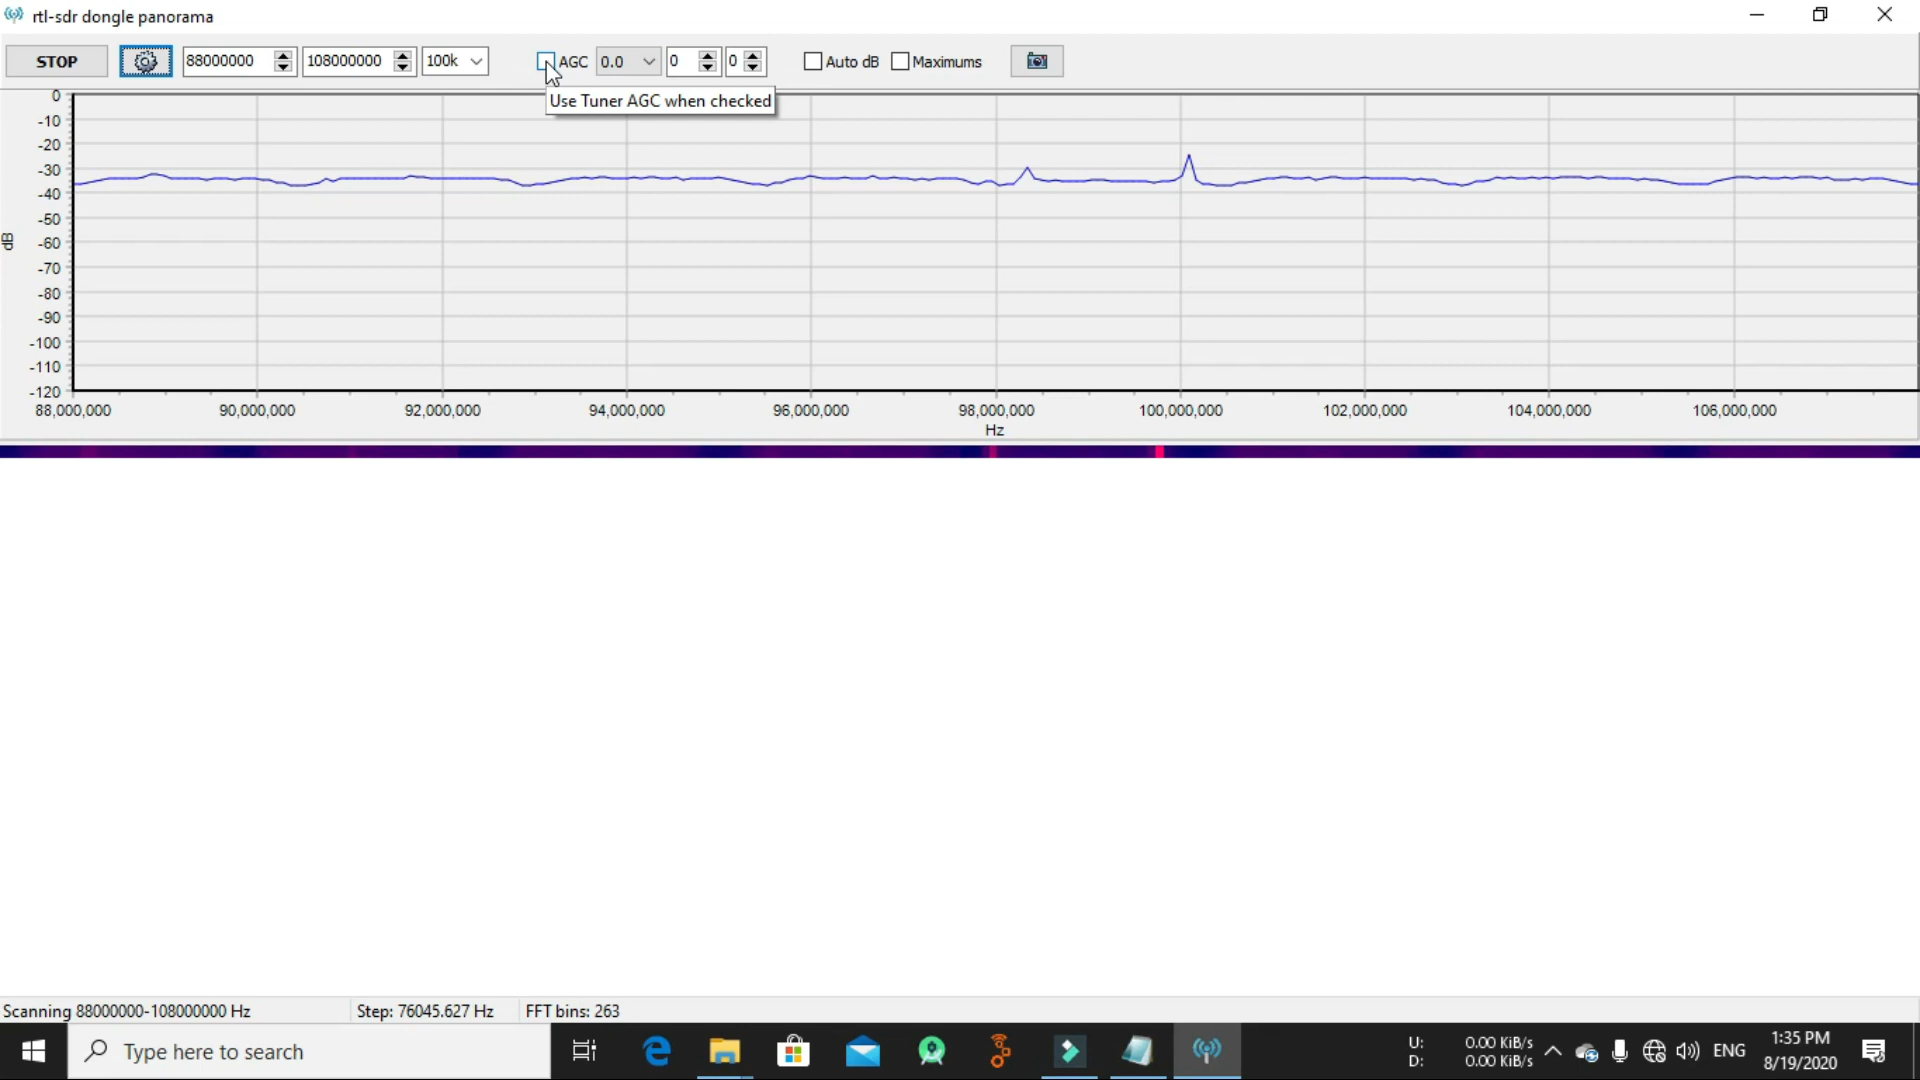 rtl-sdr dongle panorama
STOP 88000000 108000000 100k AGC 0.0 0 0 Auto dB Maximums
Use Tuner AGC when checked
0
-10
-20
-30
-40
-50
-60
-70
-80
-90
-100
-110
-120
dB
88,000,000 90,000,000 92,000,000 94,000,000 96,000,000 98,000,000 100,000,000 102,000,000 104,000,000 106,000,000
Hz
Scanning 88000000-108000000 Hz Step: 76045.627 Hz FFT bins: 263
Type here to search
U: 0.00 KiB/s
D: 0.00 KiB/s
ENG
1:35 PM
8/19/2020